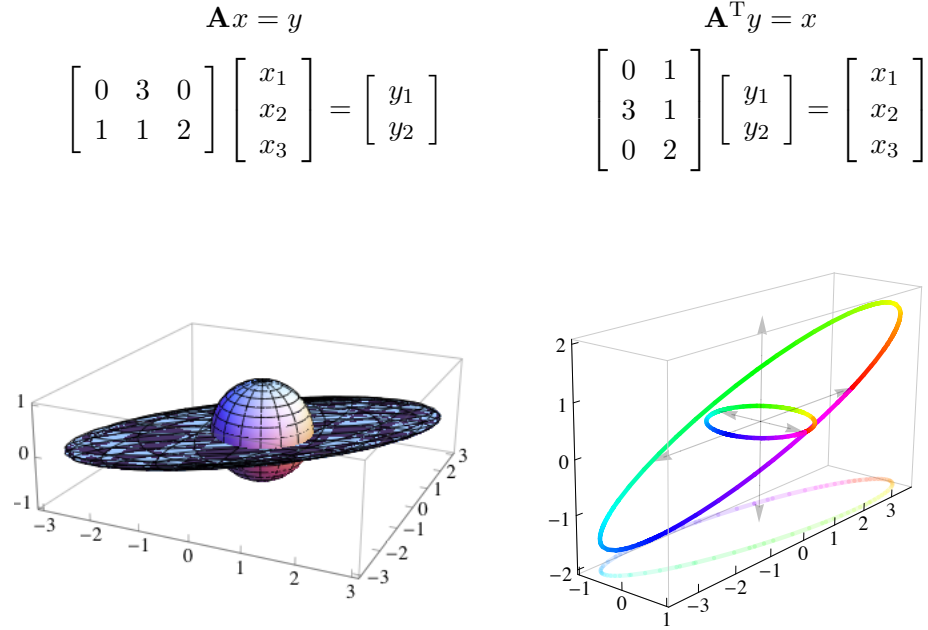 Ax = y
[ 0 3 0 ; 1 1 2 ] [ x₁ ; x₂ ; x₃ ] = [ y₁ ; y₂ ]
Aᵀy = x
[ 0 1 ; 3 1 ; 0 2 ] [ y₁ ; y₂ ] = [ x₁ ; x₂ ; x₃ ]
1
0
-1
-3 -2 -1 0 1 2 3
-3 -2 -1 0 1 2 3
2
1
0
-1
-2
-1 0 1
-3 -2 -1 0 1 2 3